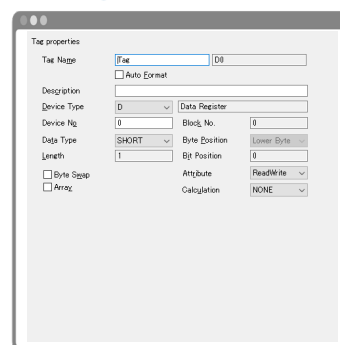 Tag properties
Tag Name Tag D0
Auto Format
Description
Device Type D Data Register
Device No 0 Block No. 0
Data Type SHORT Byte Position Lower Byte
Length 1 Bit Position 0
Byte Swap Attribute ReadWrite
Array Calculation NONE